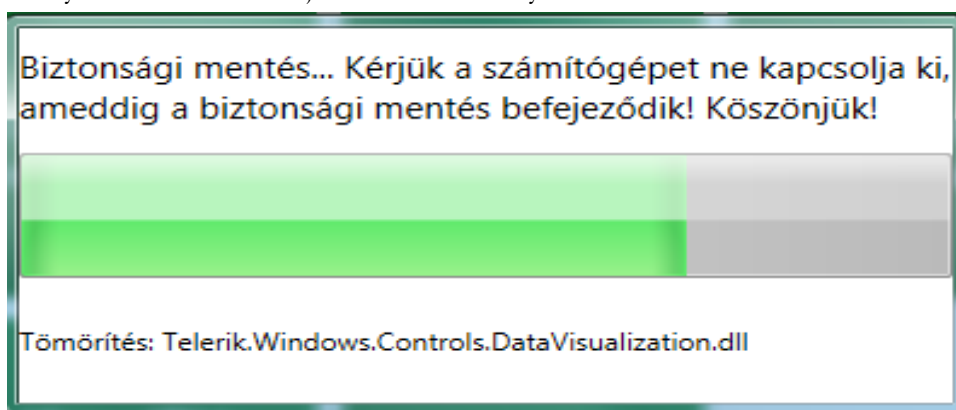 Biztonsági mentés... Kérjük a számítógépet ne kapcsolja ki,
ameddig a biztonsági mentés befejeződik! Köszönjük!
Tömörítés: Telerik.Windows.Controls.DataVisualization.dll